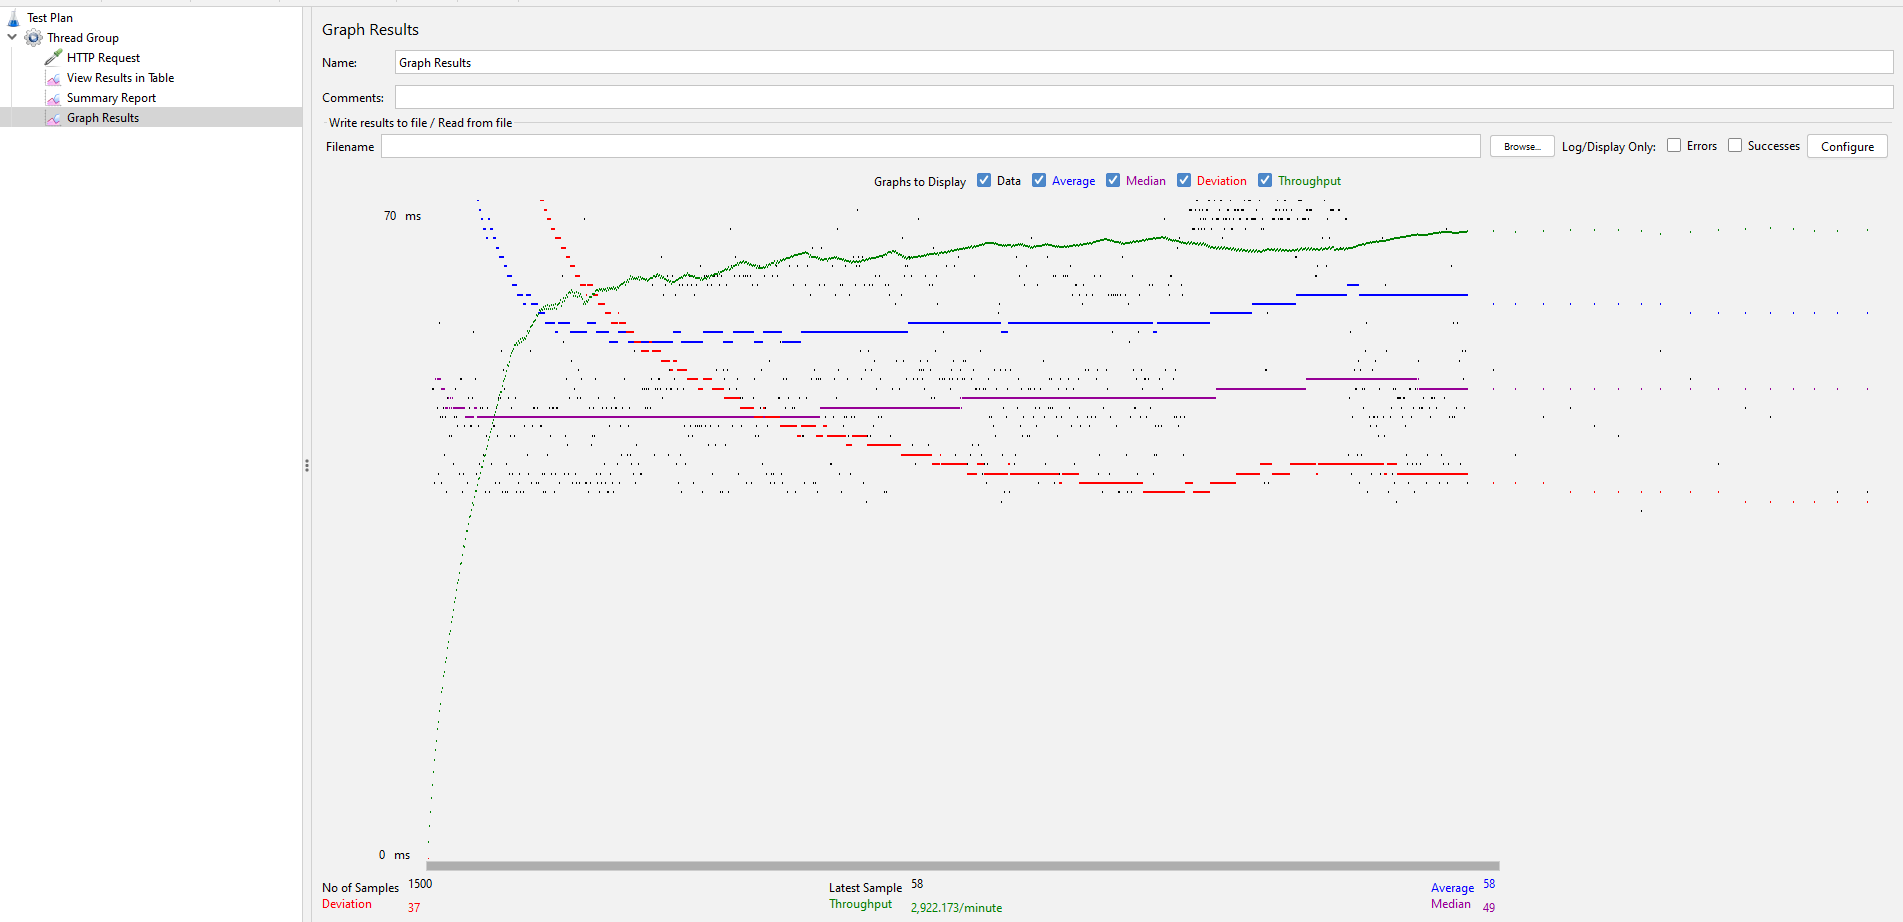 Test Plan
Thread Group
HTTP Request
View Results in Table
Summary Report
Graph Results
Graph Results
Name: Graph Results
Comments:
Write results to file / Read from file
Filename Browse... Log/Display Only: Errors Successes Configure
Graphs to Display Data Average Median Deviation Throughput
70 ms
0 ms
No of Samples 1500 Latest Sample 58 Average 58
Deviation 37 Throughput 2,922.173/minute Median 49